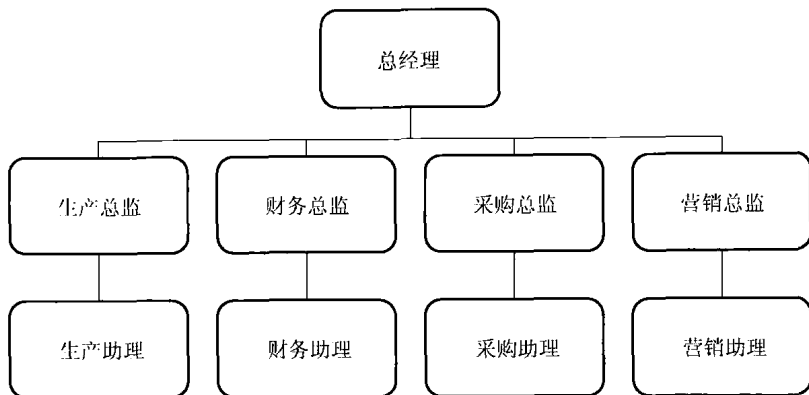 总经理
生产总监
财务总监
采购总监
营销总监
生产助理
财务助理
采购助理
营销助理